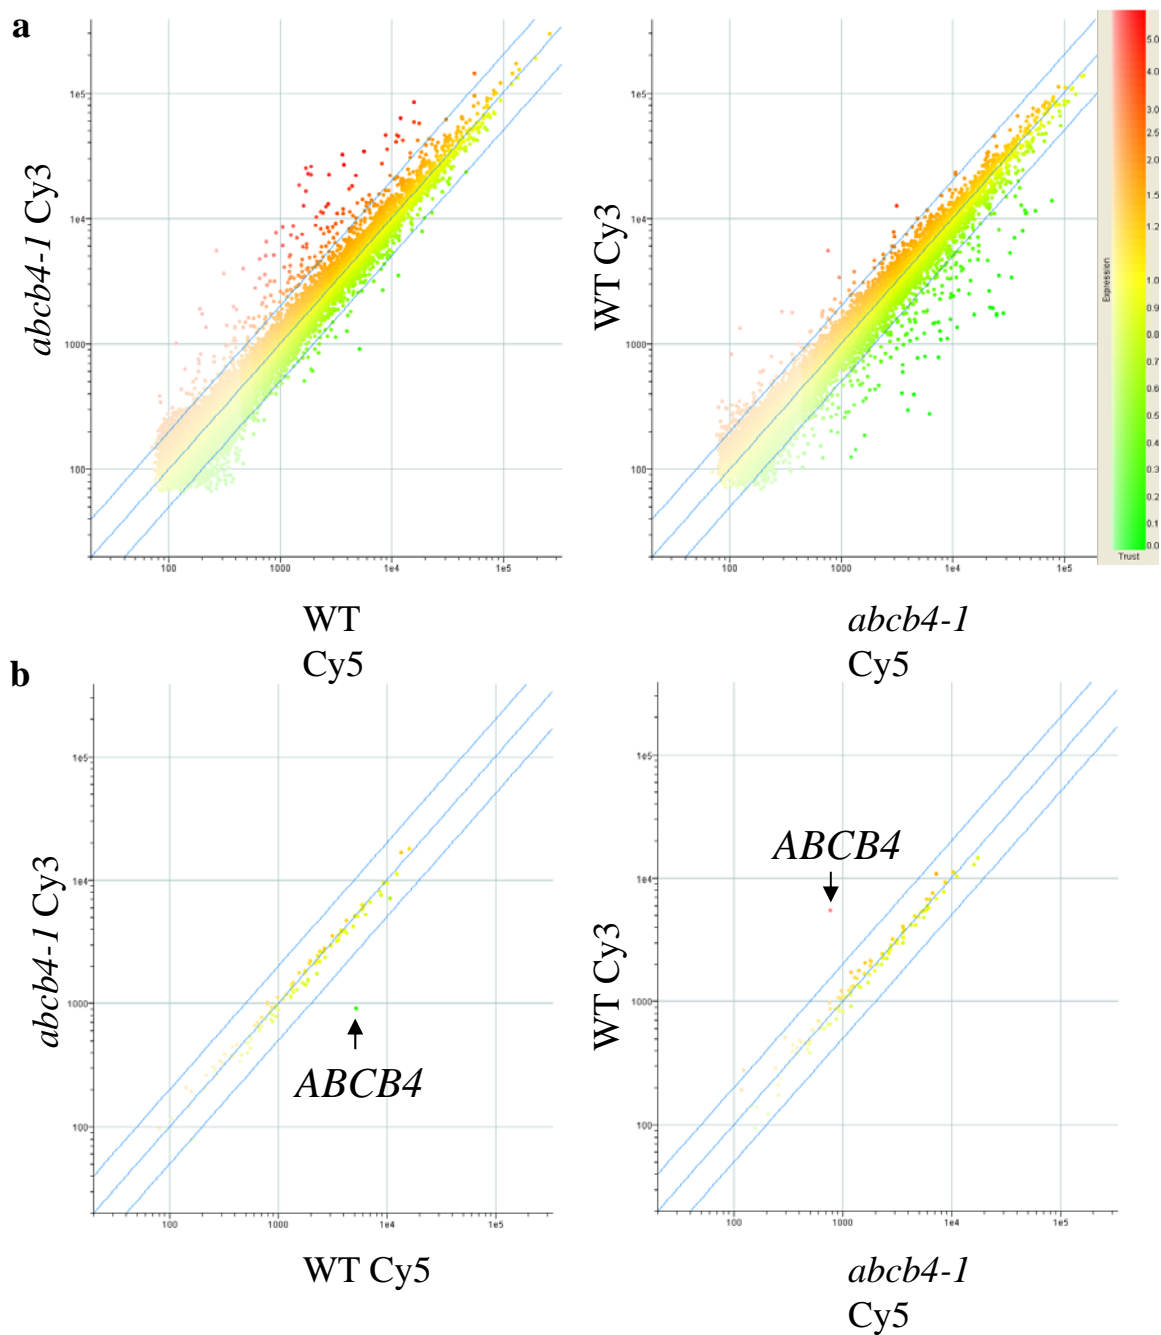 a
abcb4-1 Cy3
1e5
1e4
1000
100
100 1000 1e4 1e5
WT
Cy5
WT Cy3
1e5
1e4
1000
100
100 1000 1e4 1e5
abcb4-1
Cy5
Expression
5.0
4.0
3.0
2.5
2.0
1.5
1.2
1.0
0.9
0.8
0.7
0.6
0.5
0.4
0.3
0.2
0.1
0.0
Trust
b
abcb4-1 Cy3
1e5
1e4
1000
100
ABCB4
100 1000 1e4 1e5
WT Cy5
WT Cy3
1e5
1e4
1000
100
ABCB4
100 1000 1e4 1e5
abcb4-1
Cy5